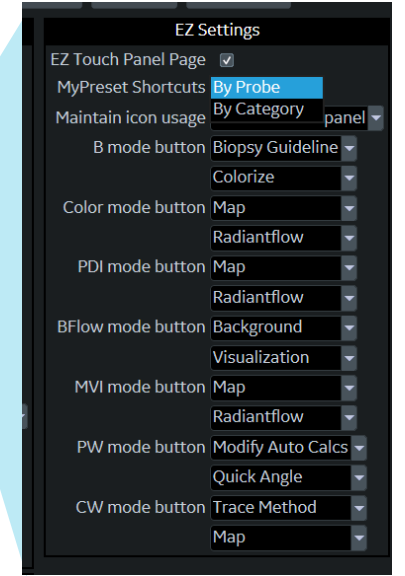 EZ Settings
EZ Touch Panel Page
MyPreset Shortcuts By Probe
By Category
Maintain icon usage panel
B mode button Biopsy Guideline
Colorize
Color mode button Map
Radiantflow
PDI mode button Map
Radiantflow
BFlow mode button Background
Visualization
MVI mode button Map
Radiantflow
PW mode button Modify Auto Calcs
Quick Angle
CW mode button Trace Method
Map